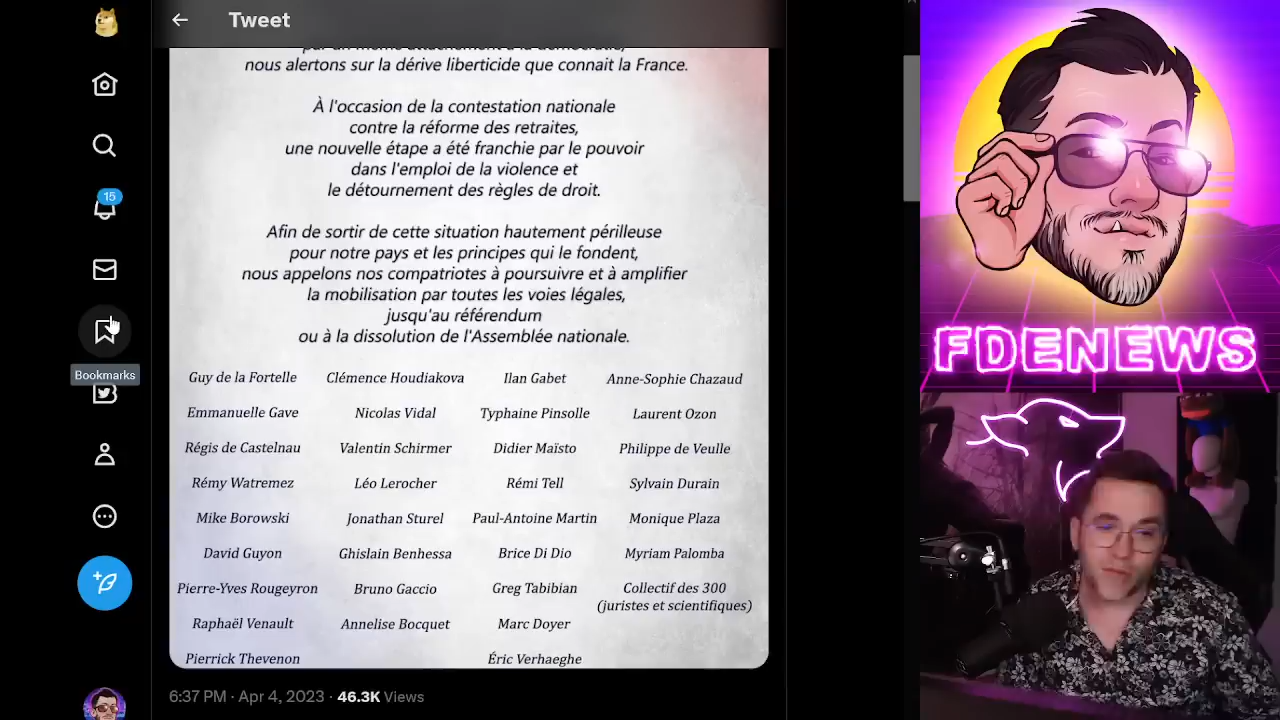 Tweet
par un même attachement à la démocratie,
nous alertons sur la dérive liberticide que connait la France.
À l'occasion de la contestation nationale
contre la réforme des retraites,
une nouvelle étape a été franchie par le pouvoir
dans l'emploi de la violence et
le détournement des règles de droit.
Afin de sortir de cette situation hautement périlleuse
pour notre pays et les principes qui le fondent,
nous appelons nos compatriotes à poursuivre et à amplifier
la mobilisation par toutes les voies légales,
jusqu'au référendum
ou à la dissolution de l'Assemblée nationale.
Guy de la Fortelle Clémence Houdiakova Ilan Gabet Anne-Sophie Chazaud
Emmanuelle Gave Nicolas Vidal Typhaine Pinsolle Laurent Ozon
Régis de Castelnau Valentin Schirmer Didier Maïsto Philippe de Veulle
Rémy Watremez Léo Lerocher Rémi Tell Sylvain Durain
Mike Borowski Jonathan Sturel Paul-Antoine Martin Monique Plaza
David Guyon Ghislain Benhessa Brice Di Dio Myriam Palomba
Pierre-Yves Rougeyron Bruno Gaccio Greg Tabibian Collectif des 300
(juristes et scientifiques)
Raphaël Venault Annelise Bocquet Marc Doyer
Pierrick Thevenon Éric Verhaeghe
6:37 PM · Apr 4, 2023 · 46.3K Views
15
Bookmarks
FDENEWS